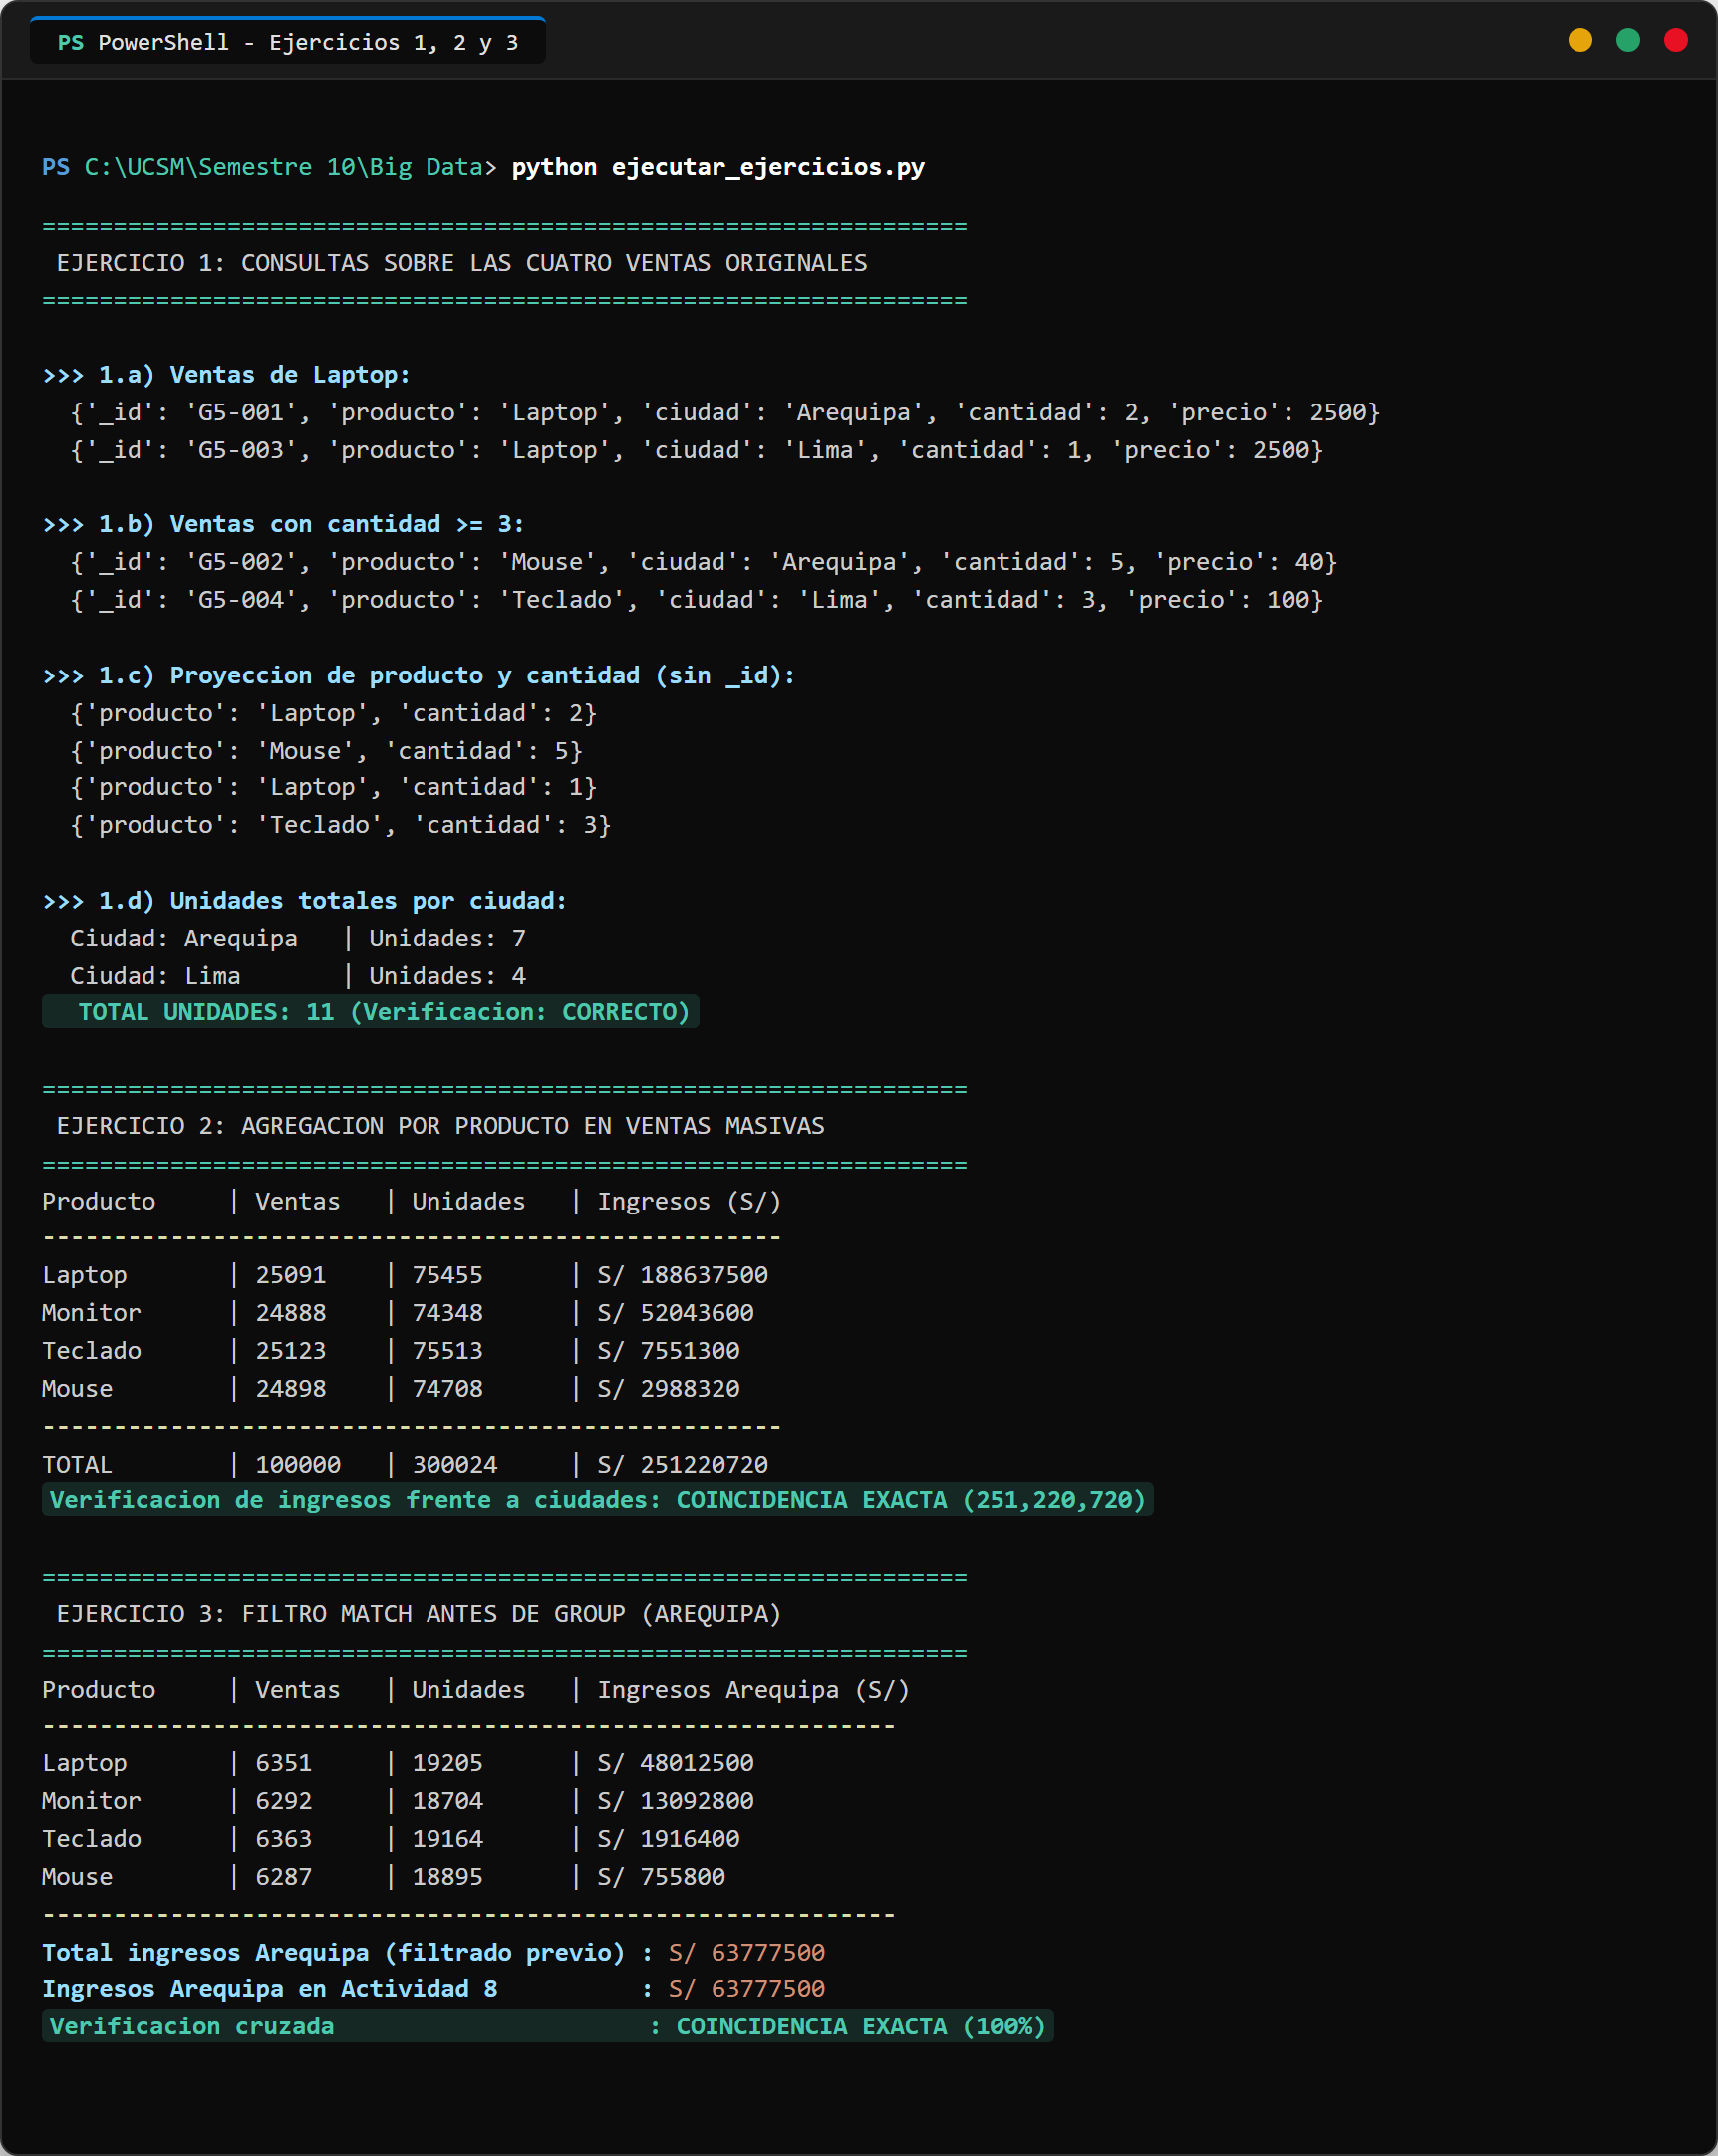 PS PowerShell - Ejercicios 1, 2 y 3
PS C:\UCSM\Semestre 10\Big Data> python ejecutar_ejercicios.py
=================================================================
EJERCICIO 1: CONSULTAS SOBRE LAS CUATRO VENTAS ORIGINALES
=================================================================
>>> 1.a) Ventas de Laptop:
{'_id': 'G5-001', 'producto': 'Laptop', 'ciudad': 'Arequipa', 'cantidad': 2, 'precio': 2500}
{'_id': 'G5-003', 'producto': 'Laptop', 'ciudad': 'Lima', 'cantidad': 1, 'precio': 2500}
>>> 1.b) Ventas con cantidad >= 3:
{'_id': 'G5-002', 'producto': 'Mouse', 'ciudad': 'Arequipa', 'cantidad': 5, 'precio': 40}
{'_id': 'G5-004', 'producto': 'Teclado', 'ciudad': 'Lima', 'cantidad': 3, 'precio': 100}
>>> 1.c) Proyeccion de producto y cantidad (sin _id):
{'producto': 'Laptop', 'cantidad': 2}
{'producto': 'Mouse', 'cantidad': 5}
{'producto': 'Laptop', 'cantidad': 1}
{'producto': 'Teclado', 'cantidad': 3}
>>> 1.d) Unidades totales por ciudad:
Ciudad: Arequipa   | Unidades: 7
Ciudad: Lima       | Unidades: 4
TOTAL UNIDADES: 11 (Verificacion: CORRECTO)
=================================================================
EJERCICIO 2: AGREGACION POR PRODUCTO EN VENTAS MASIVAS
=================================================================
Producto     | Ventas   | Unidades   | Ingresos (S/)
----------------------------------------------------
Laptop       | 25091    | 75455      | S/ 188637500
Monitor      | 24888    | 74348      | S/ 52043600
Teclado      | 25123    | 75513      | S/ 7551300
Mouse        | 24898    | 74708      | S/ 2988320
----------------------------------------------------
TOTAL        | 100000   | 300024     | S/ 251220720
Verificacion de ingresos frente a ciudades: COINCIDENCIA EXACTA (251,220,720)
=================================================================
EJERCICIO 3: FILTRO MATCH ANTES DE GROUP (AREQUIPA)
=================================================================
Producto     | Ventas   | Unidades   | Ingresos Arequipa (S/)
------------------------------------------------------------
Laptop       | 6351     | 19205      | S/ 48012500
Monitor      | 6292     | 18704      | S/ 13092800
Teclado      | 6363     | 19164      | S/ 1916400
Mouse        | 6287     | 18895      | S/ 755800
------------------------------------------------------------
Total ingresos Arequipa (filtrado previo) : S/ 63777500
Ingresos Arequipa en Actividad 8          : S/ 63777500
Verificacion cruzada                      : COINCIDENCIA EXACTA (100%)